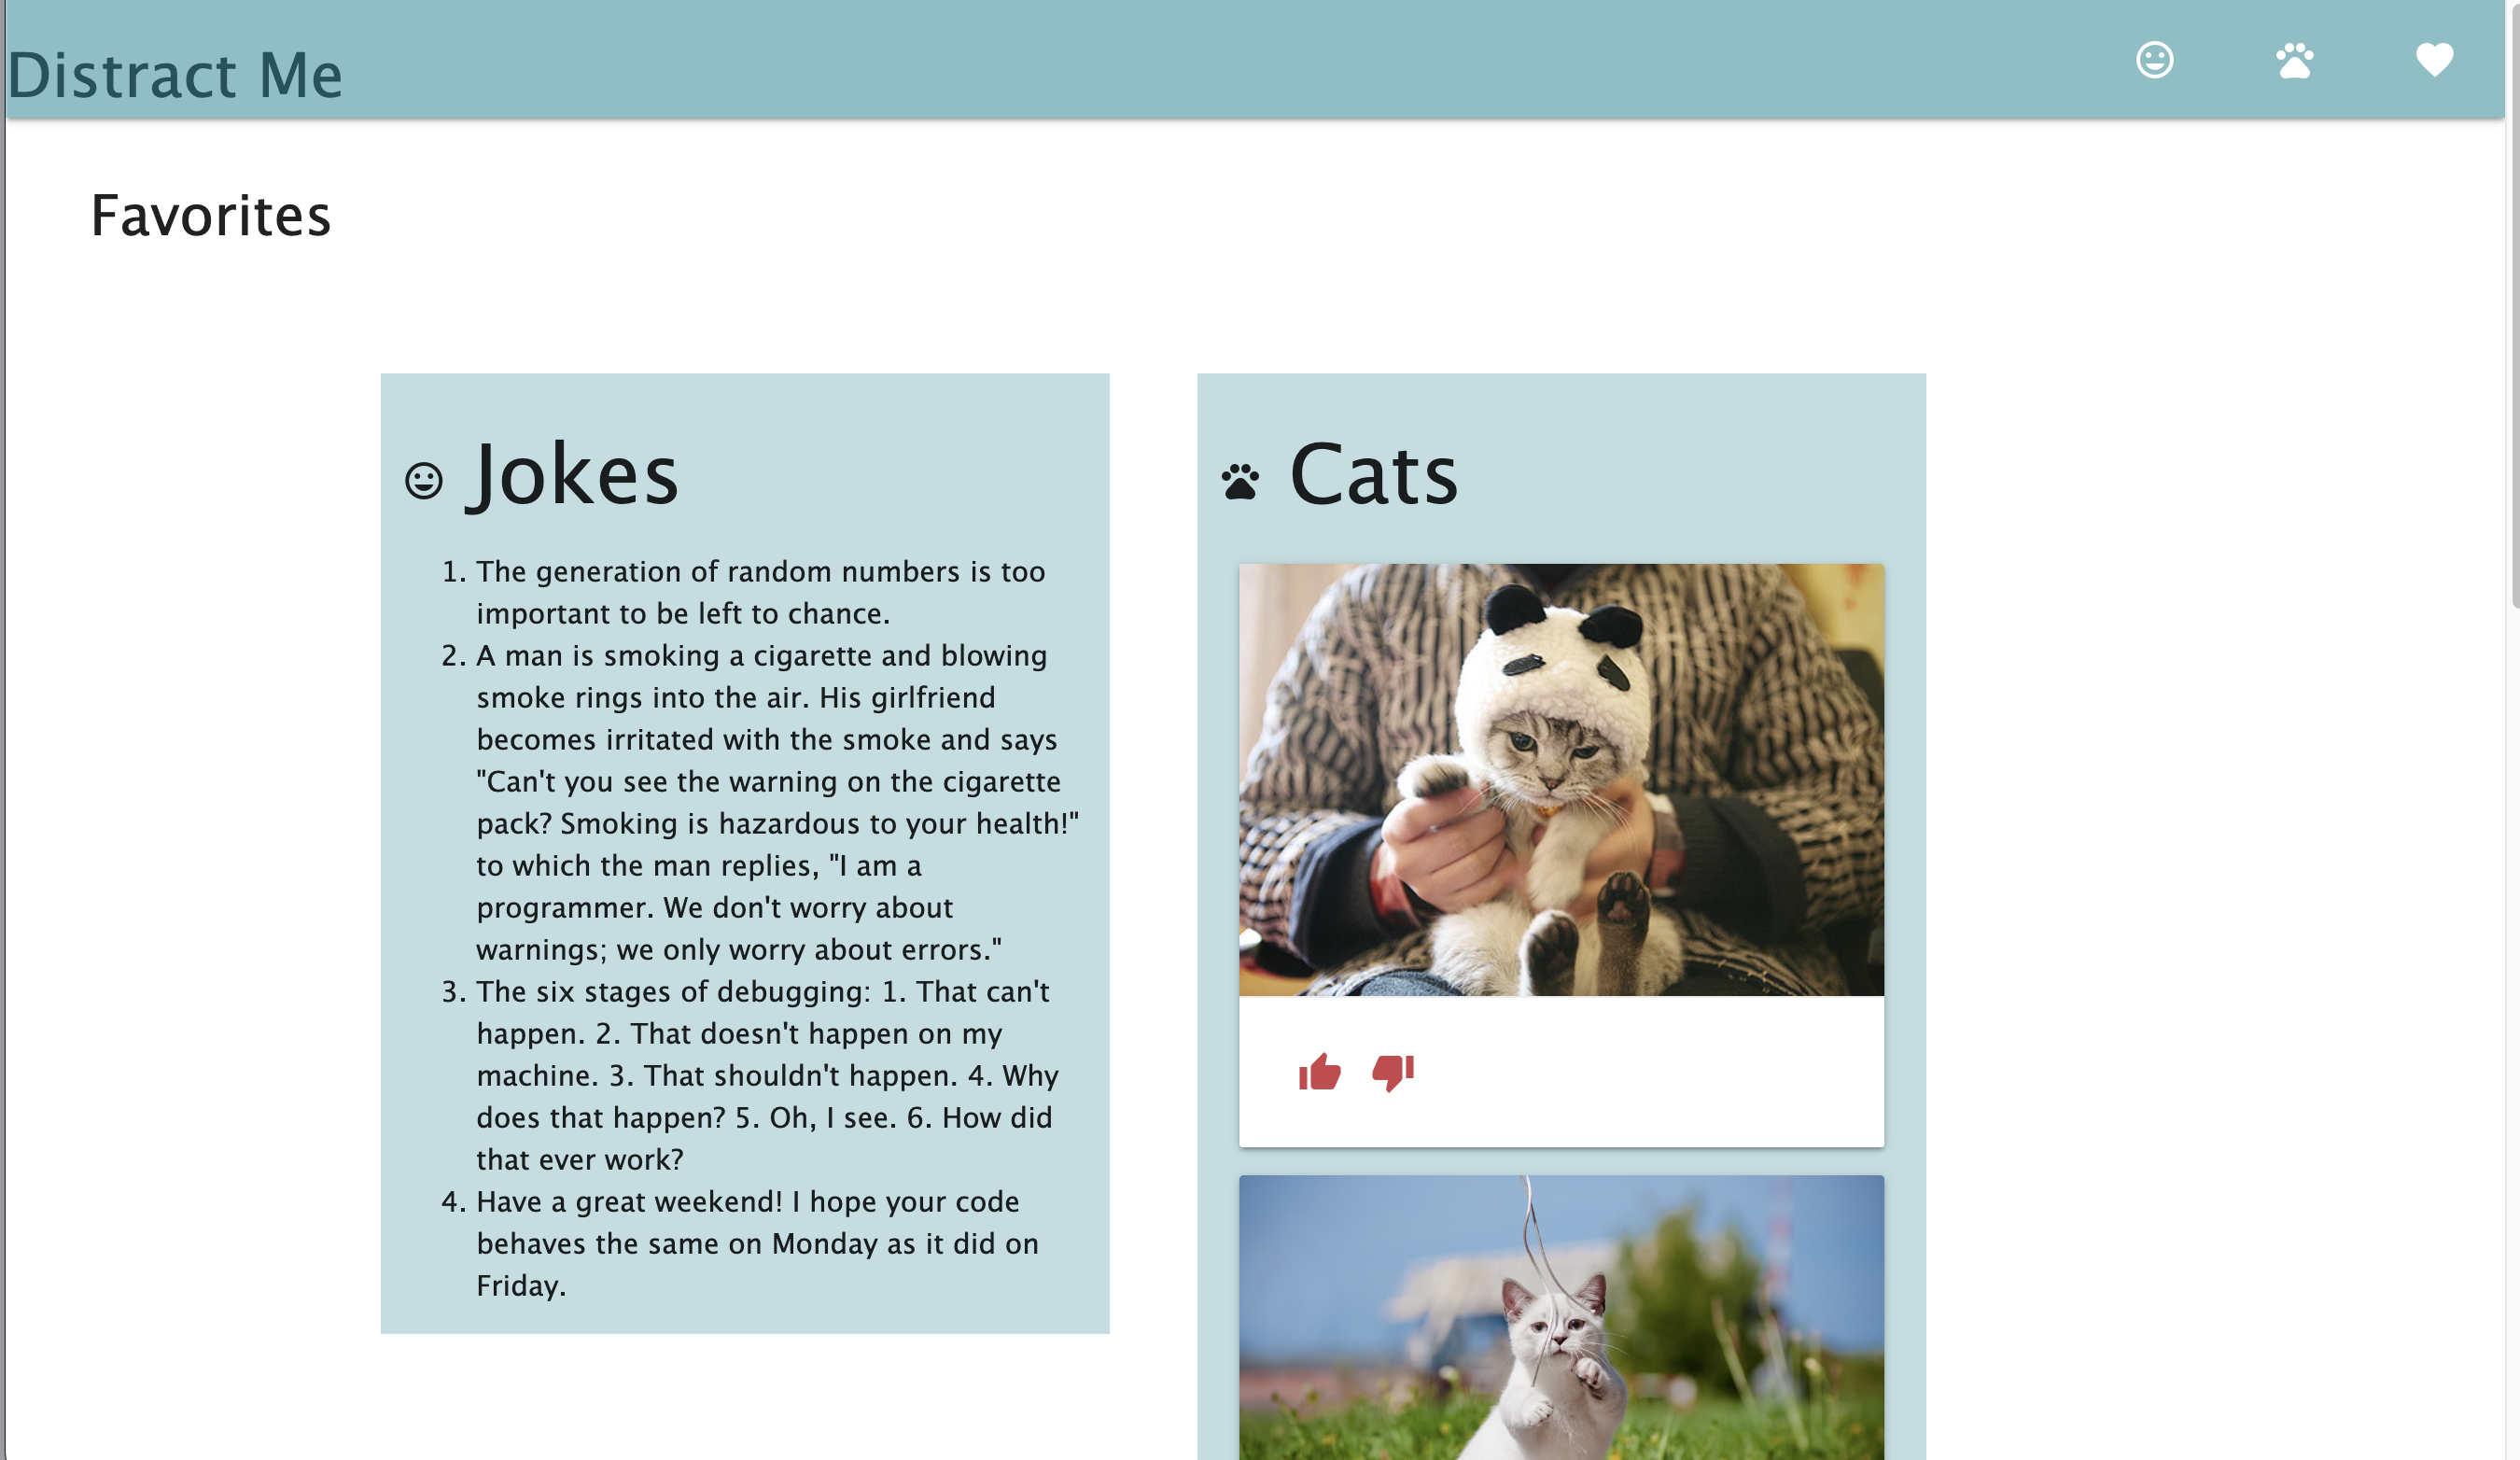 Distract Me
Favorites
Jokes
1. The generation of random numbers is too
important to be left to chance.
2. A man is smoking a cigarette and blowing
smoke rings into the air. His girlfriend
becomes irritated with the smoke and says
"Can't you see the warning on the cigarette
pack? Smoking is hazardous to your health!"
to which the man replies, "I am a
programmer. We don't worry about
warnings; we only worry about errors."
3. The six stages of debugging: 1. That can't
happen. 2. That doesn't happen on my
machine. 3. That shouldn't happen. 4. Why
does that happen? 5. Oh, I see. 6. How did
that ever work?
4. Have a great weekend! I hope your code
behaves the same on Monday as it did on
Friday.
Cats